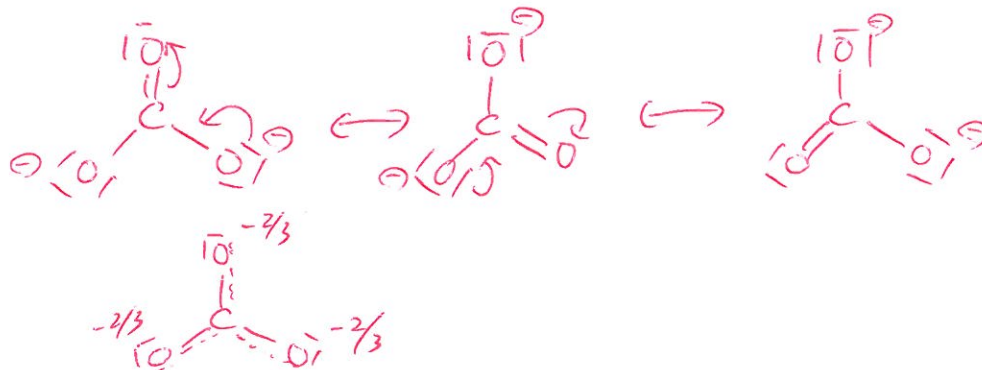 |O̅ |O̅|⊖ |O̅|⊖
C ⟷ C ⟷ C
⊖ O O⊖ ⊖ O O O O⊖
|O̅ -2/3
C
-2/3 O O -2/3